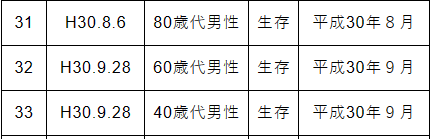 31 H30.8.6 80歳代男性 生存 平成30年8月
32 H30.9.28 60歳代男性 生存 平成30年9月
33 H30.9.28 40歳代男性 生存 平成30年9月